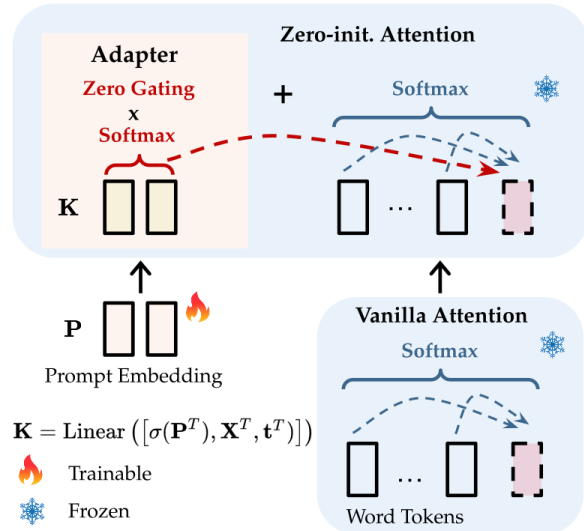 Zero-init. Attention
Adapter
Zero Gating
x
Softmax
+
Softmax
K
...
P
Prompt Embedding
Vanilla Attention
Softmax
...
Word Tokens
K = Linear ([σ(P^T), X^T, t^T)])
Trainable
Frozen